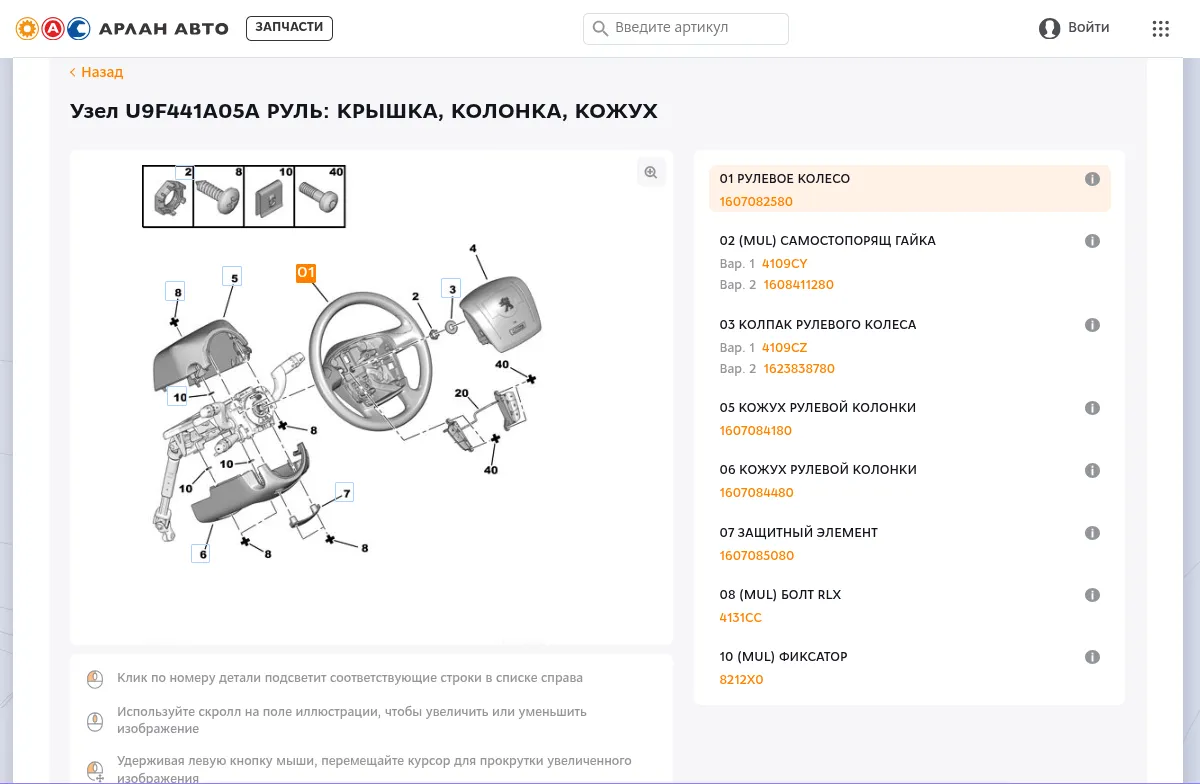 АРЛАН АВТО
ЗАПЧАСТИ
Введите артикул
Войти
Назад
Узел U9F441A05A РУЛЬ: КРЫШКА, КОЛОНКА, КОЖУХ
2
8
10
40
4
5
01
8
2
3
40
10
20
8
10
10
40
7
6
8
8
01 РУЛЕВОЕ КОЛЕСО
1607082580
02 (MUL) САМОСТОПОРЯЩ ГАЙКА
Вар. 1 4109CY
Вар. 2 1608411280
03 КОЛПАК РУЛЕВОГО КОЛЕСА
Вар. 1 4109CZ
Вар. 2 1623838780
05 КОЖУХ РУЛЕВОЙ КОЛОНКИ
1607084180
06 КОЖУХ РУЛЕВОЙ КОЛОНКИ
1607084480
07 ЗАЩИТНЫЙ ЭЛЕМЕНТ
1607085080
08 (MUL) БОЛТ RLX
4131CC
10 (MUL) ФИКСАТОР
8212X0
Клик по номеру детали подсветит соответствующие строки в списке справа
Используйте скролл на поле иллюстрации, чтобы увеличить или уменьшить
изображение
Удерживая левую кнопку мыши, перемещайте курсор для прокрутки увеличенного
изображения